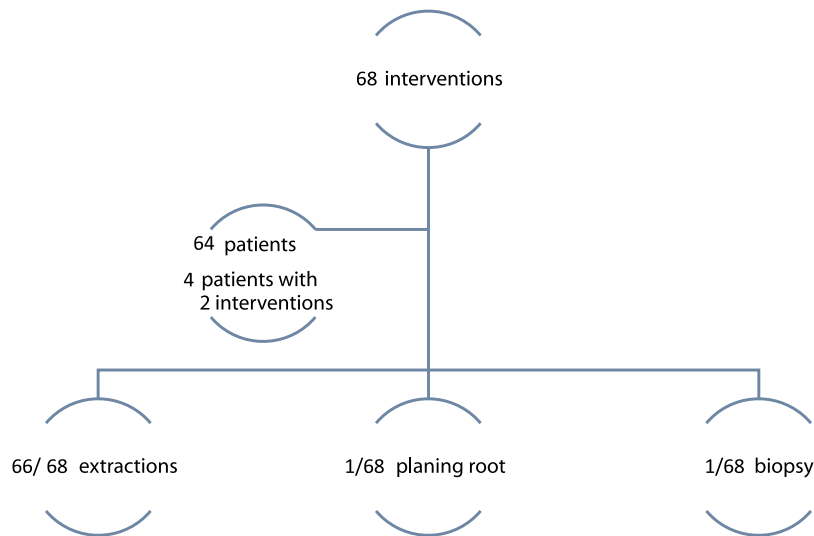 68 interventions
64 patients
4 patients with
2 interventions
66/ 68 extractions
1/68 planing root
1/68 biopsy